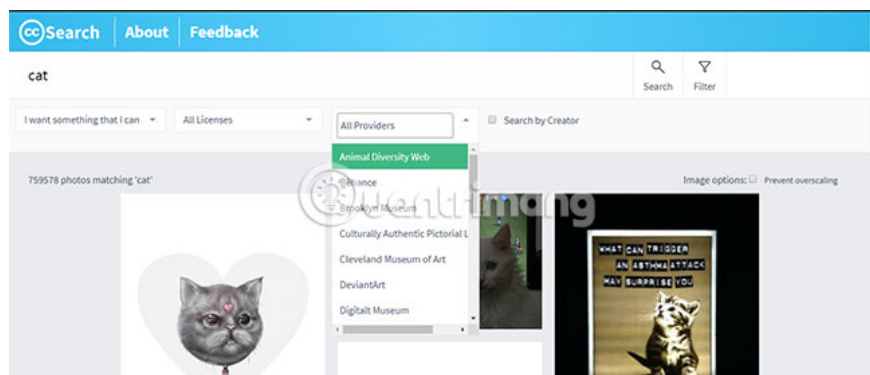 cc Search About Feedback
cat
Search Filter
I want something that I can All Licenses All Providers Search by Creator
Animal Diversity Web
759578 photos matching 'cat' Image options: Prevent overscaling
Behance
Quantrimang
Brooklyn Museum
Culturally Authentic Pictorial L
Cleveland Museum of Art
DeviantArt
Digitalt Museum
WHAT CAN TRIGGER
AN ASTHMA ATTACK
MAY SURPRISE YOU